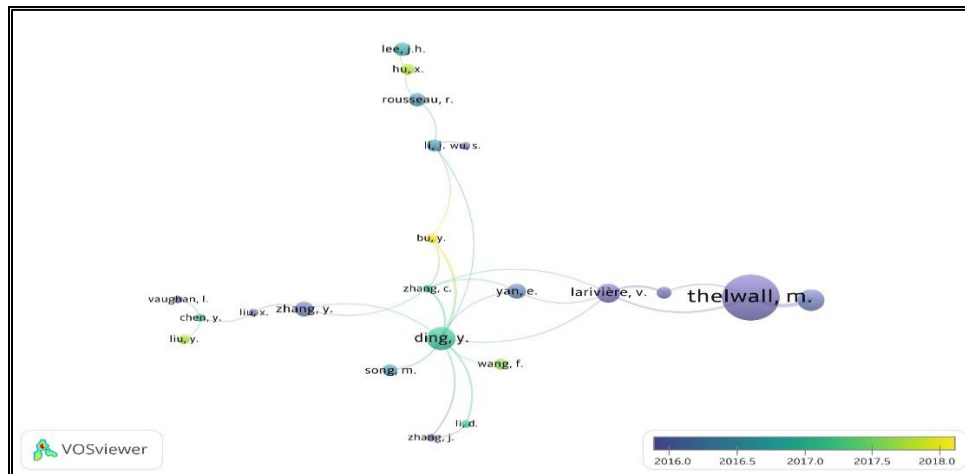 lee, j.h.
hu, x.
rousseau, r.
li, j. wu, s.
bu, y.
zhang, c. yan, e. larivière, v. thelwall, m.
vaughan, l.
chen, y. liu, x. zhang, y.
liu, y.
ding, y.
song, m. wang, f.
li, d.
zhang, j.
VOSviewer
2016.0 2016.5 2017.0 2017.5 2018.0